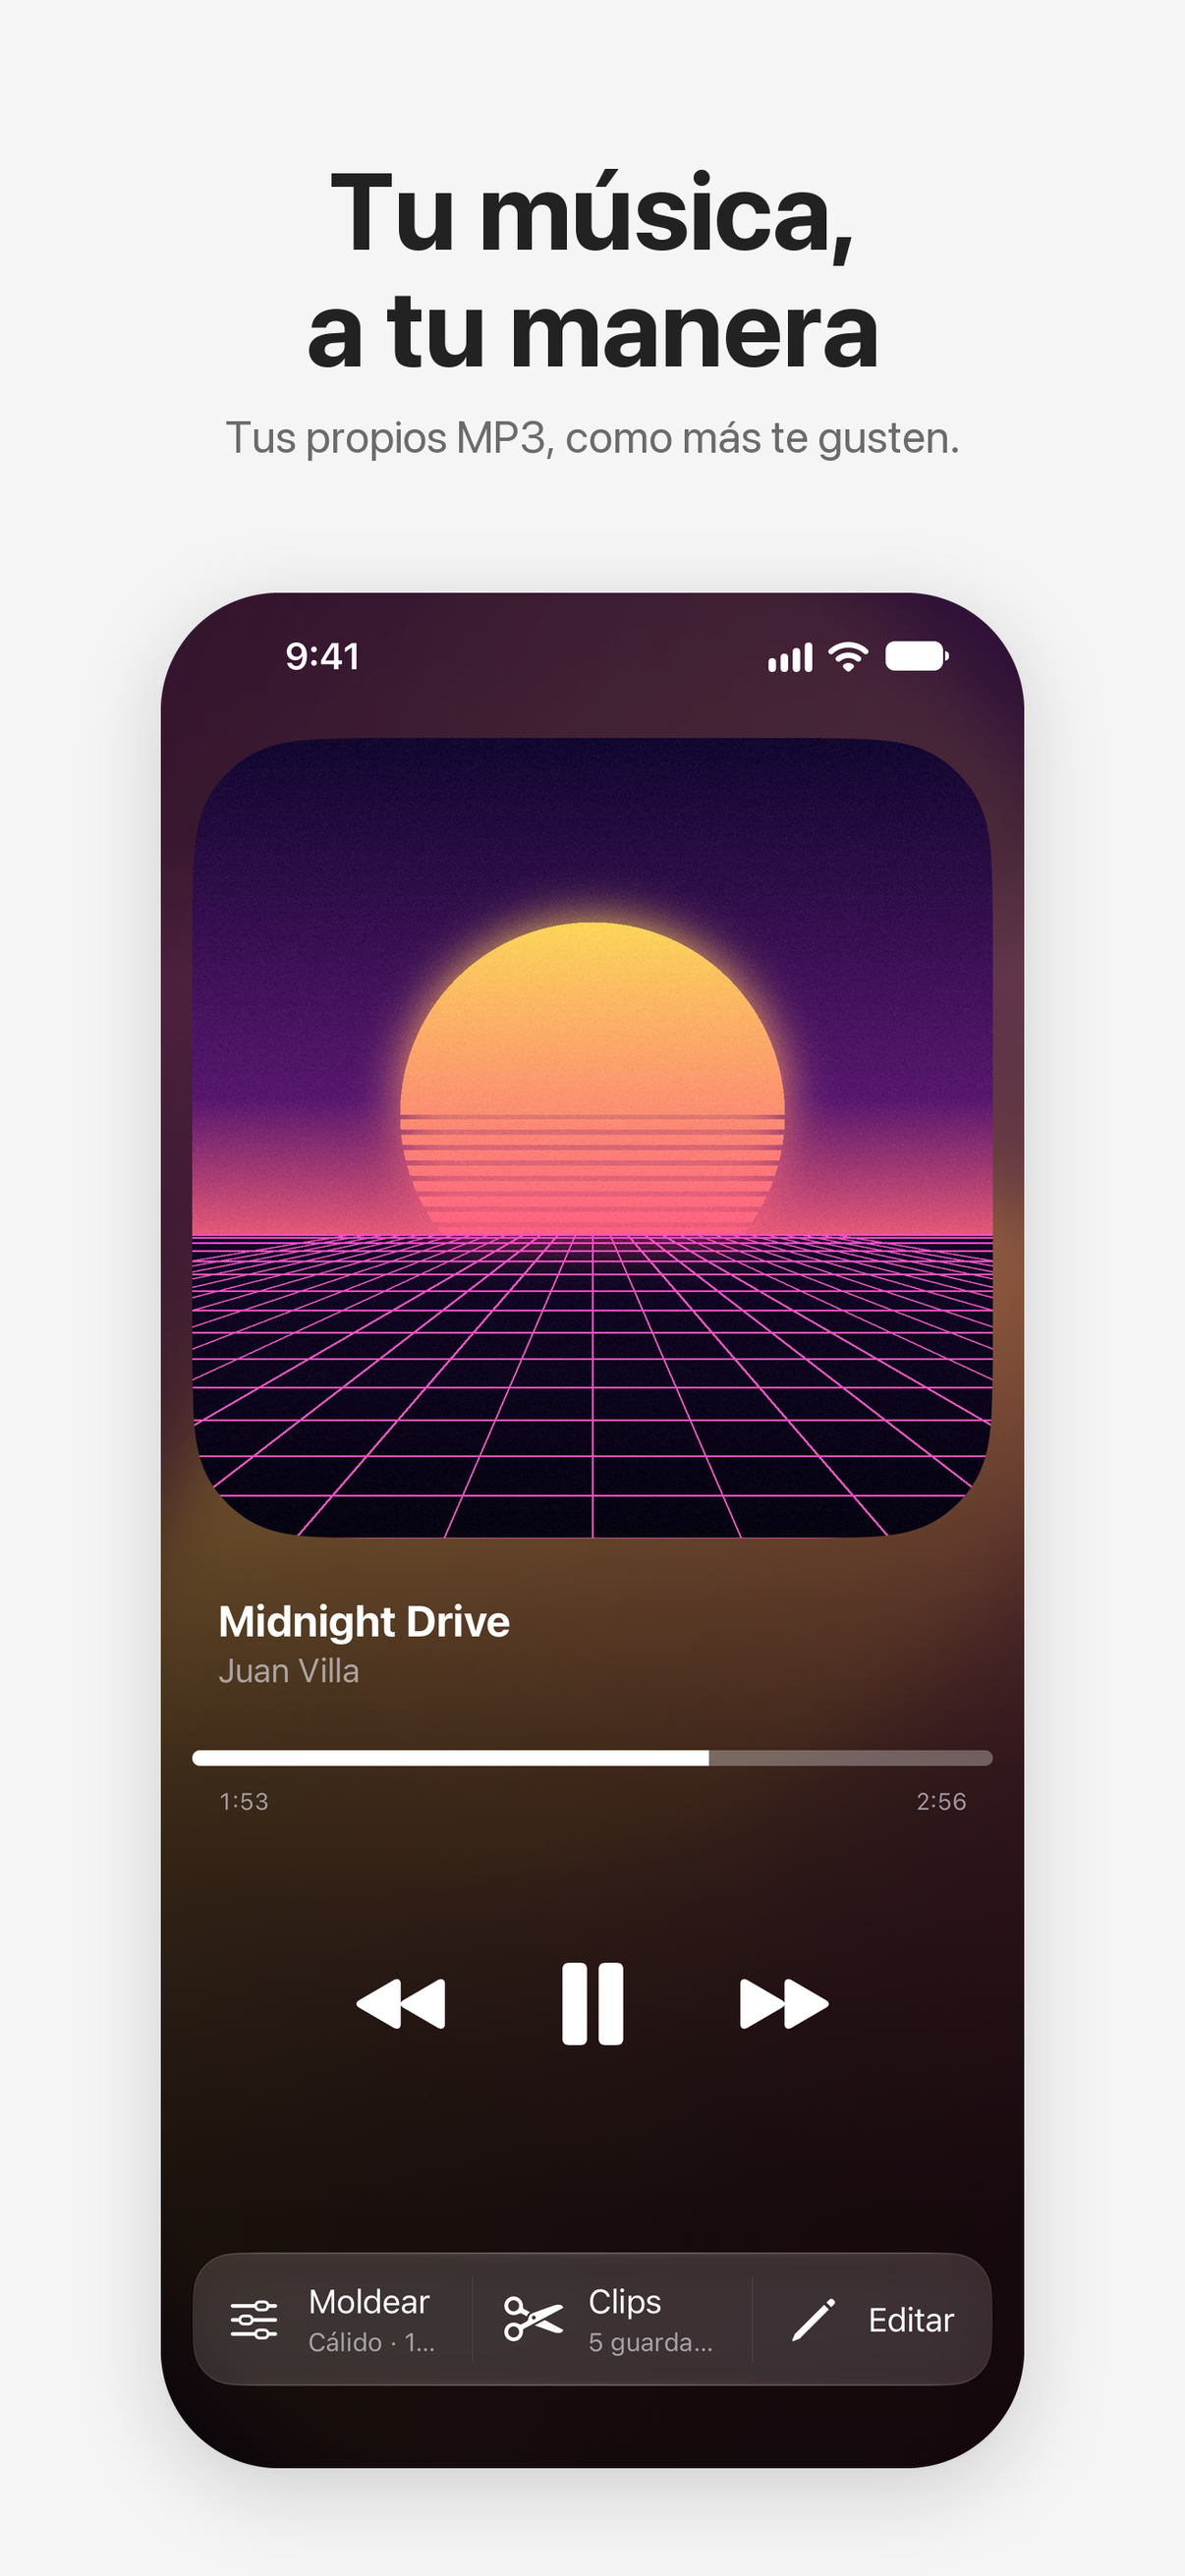 Tu música,
a tu manera
Tus propios MP3, como más te gusten.
9:41
Midnight Drive
Juan Villa
1:53
2:56
Moldear
Cálido · 1...
Clips
5 guarda...
Editar